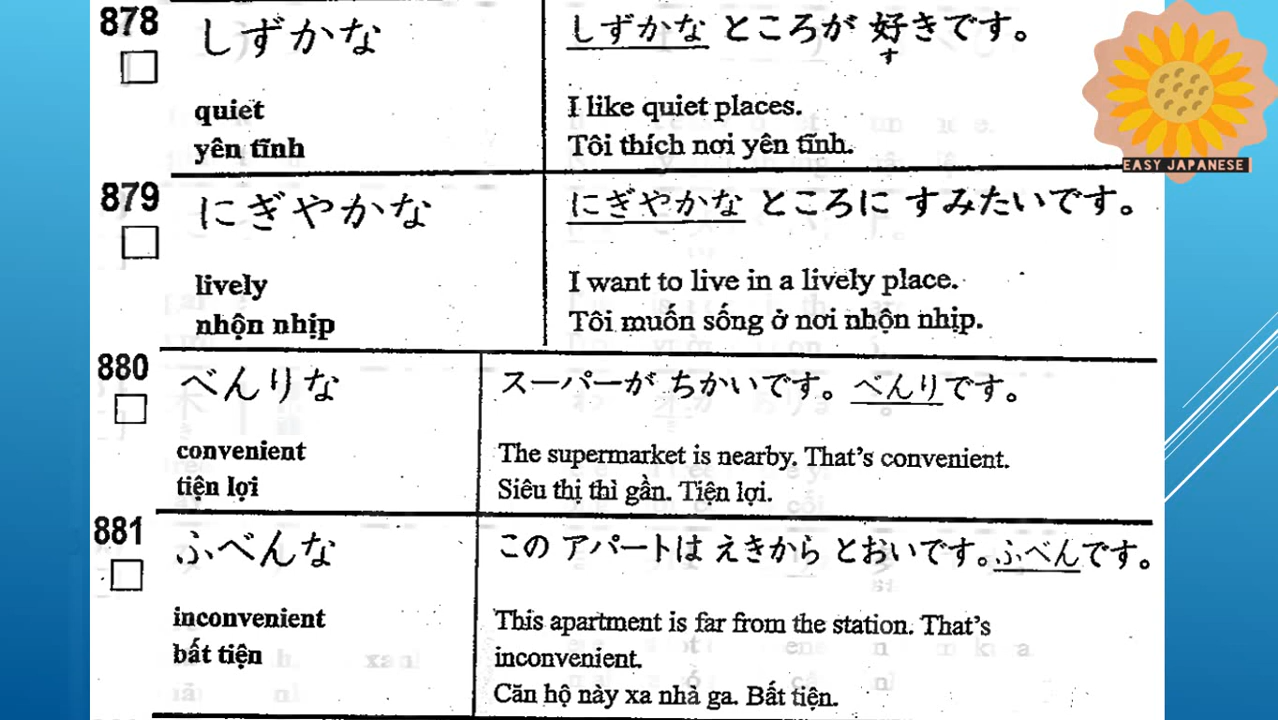 878
しずかな
quiet
yên tĩnh
しずかな ところが 好きです。
す
I like quiet places.
Tôi thích nơi yên tĩnh.
879
にぎやかな
lively
nhộn nhịp
にぎやかな ところに すみたいです。
I want to live in a lively place.
Tôi muốn sống ở nơi nhộn nhịp.
880
べんりな
convenient
tiện lợi
スーパーが ちかいです。べんりです。
The supermarket is nearby. That's convenient.
Siêu thị thì gần. Tiện lợi.
881
ふべんな
inconvenient
bất tiện
この アパートは えきから とおいです。ふべんです。
This apartment is far from the station. That's
inconvenient.
Căn hộ này xa nhà ga. Bất tiện.
EASY JAPANESE